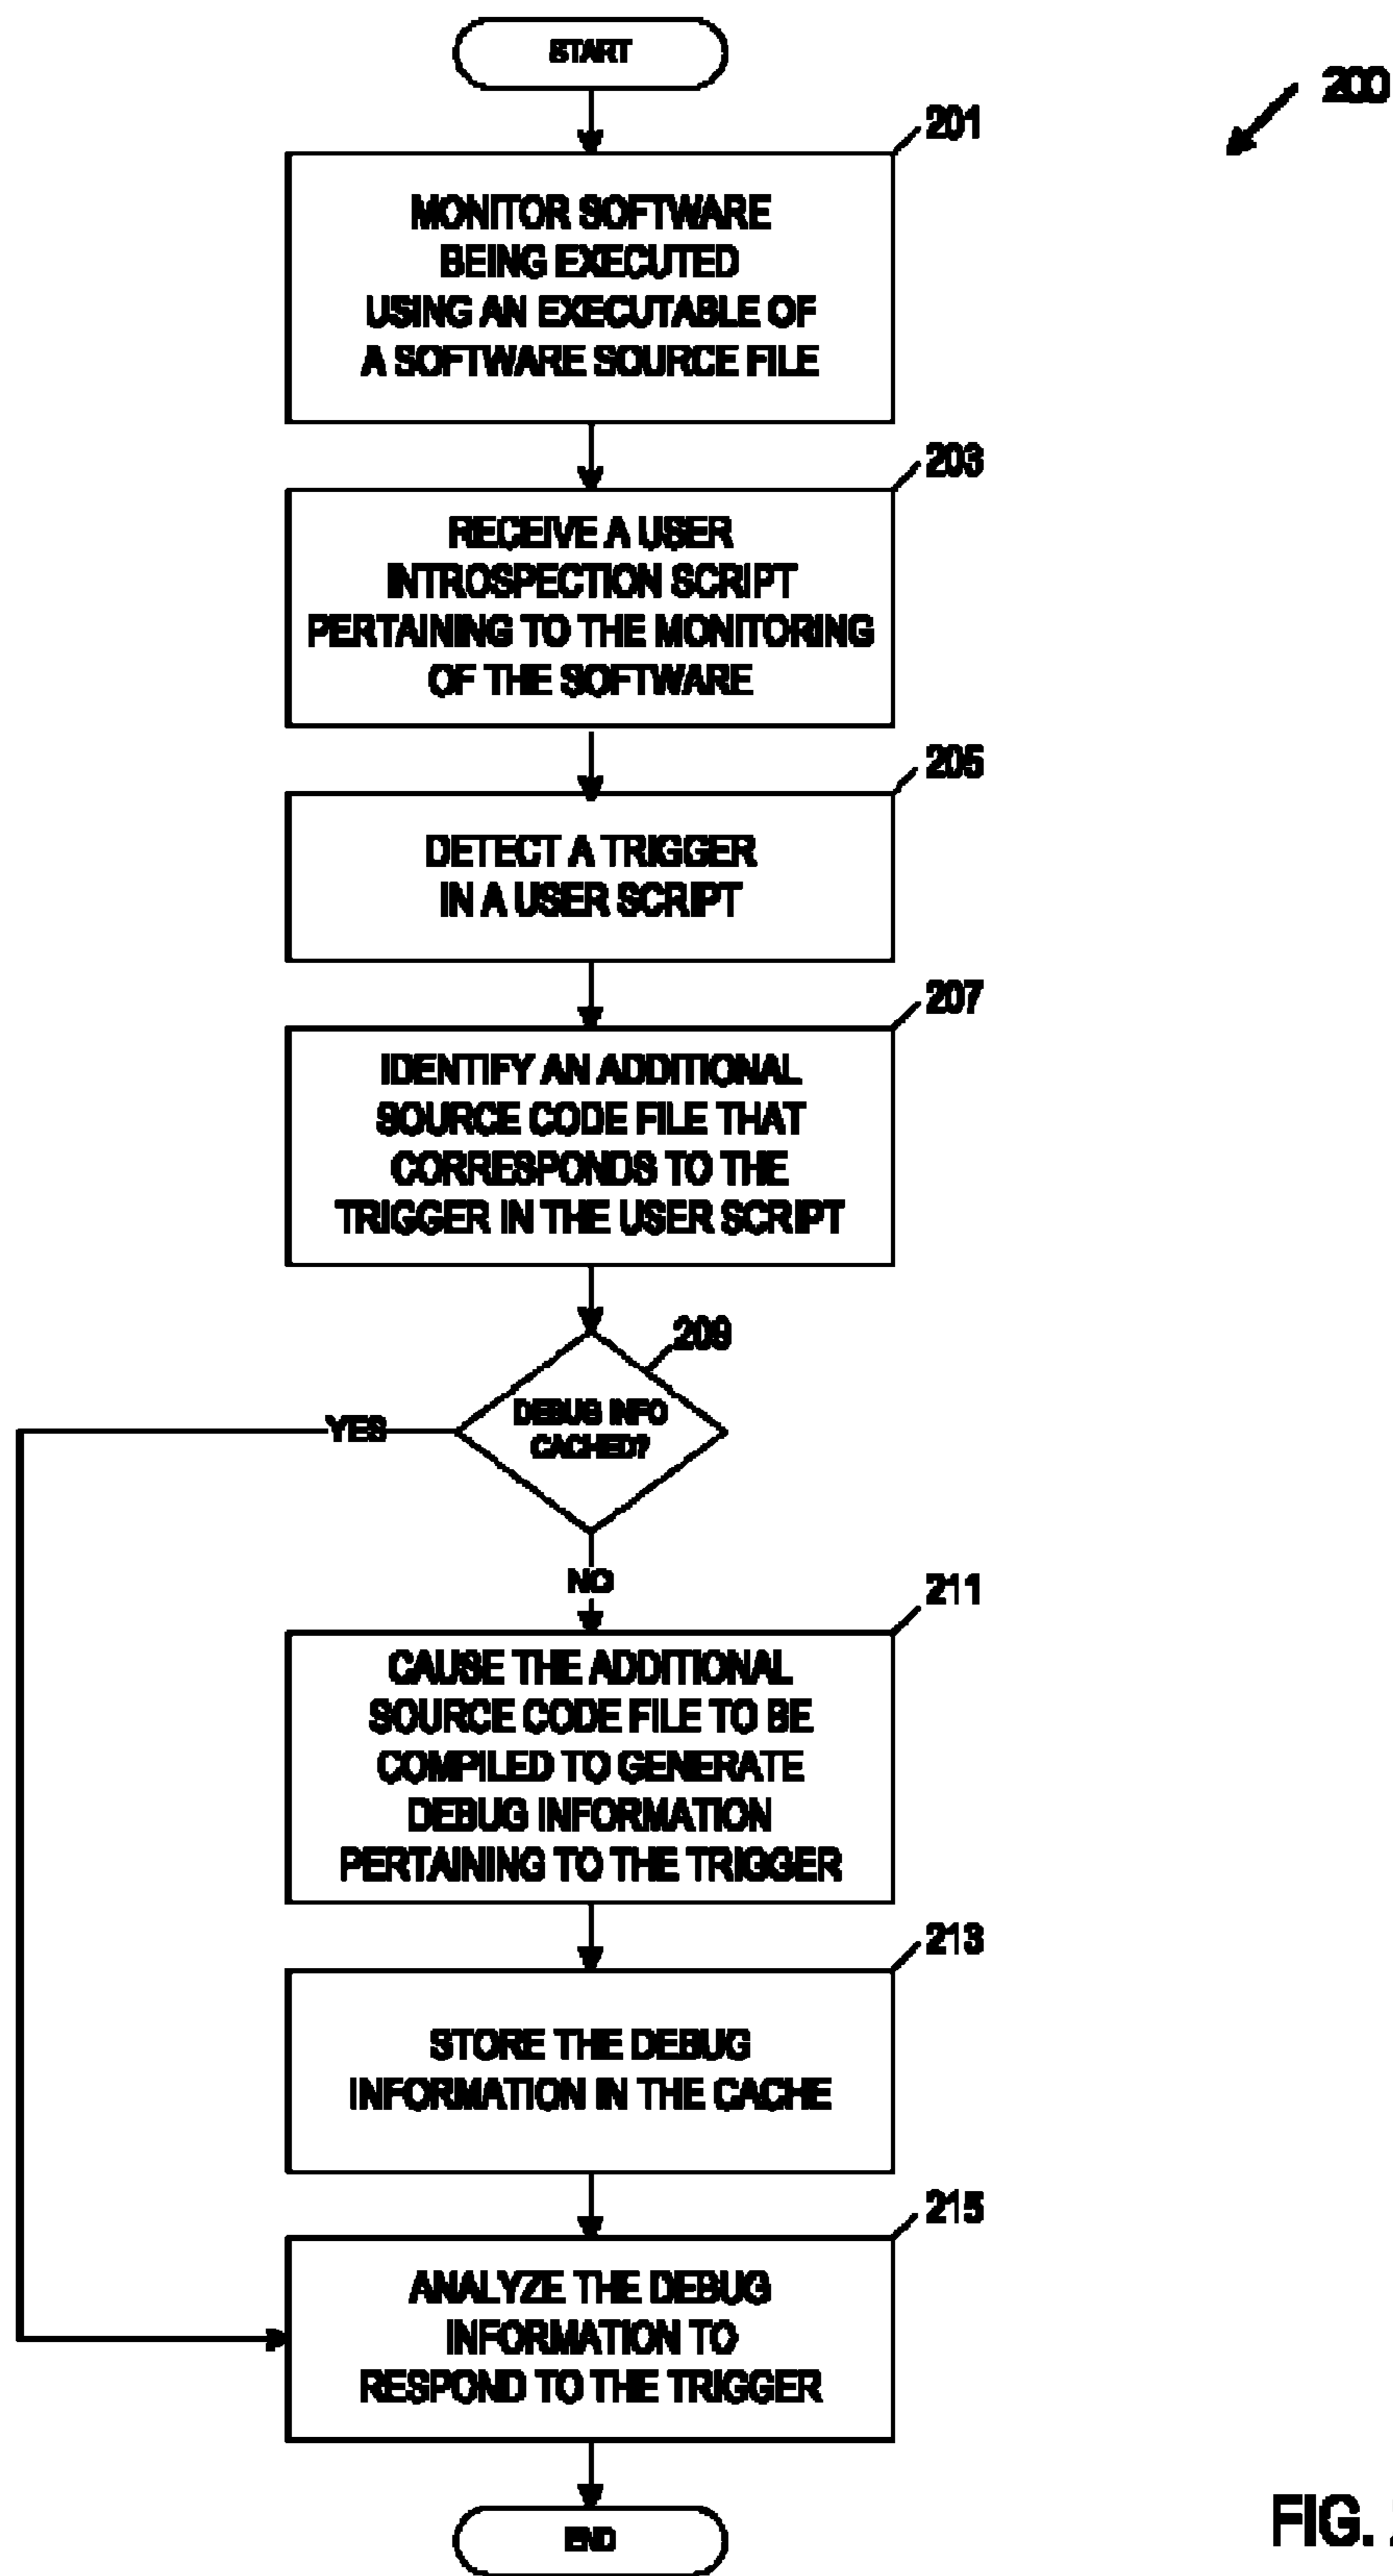 START
200
201
MONITOR SOFTWARE
BEING EXECUTED
USING AN EXECUTABLE OF
A SOFTWARE SOURCE FILE
203
RECEIVE A USER
INTROSPECTION SCRIPT
PERTAINING TO THE MONITORING
OF THE SOFTWARE
205
DETECT A TRIGGER
IN A USER SCRIPT
207
IDENTIFY AN ADDITIONAL
SOURCE CODE FILE THAT
CORRESPONDS TO THE
TRIGGER IN THE USER SCRIPT
209
DEBUG INFO
CACHED?
YES
NO
211
CAUSE THE ADDITIONAL
SOURCE CODE FILE TO BE
COMPILED TO GENERATE
DEBUG INFORMATION
PERTAINING TO THE TRIGGER
213
STORE THE DEBUG
INFORMATION IN THE CACHE
215
ANALYZE THE DEBUG
INFORMATION TO
RESPOND TO THE TRIGGER
END
FIG.